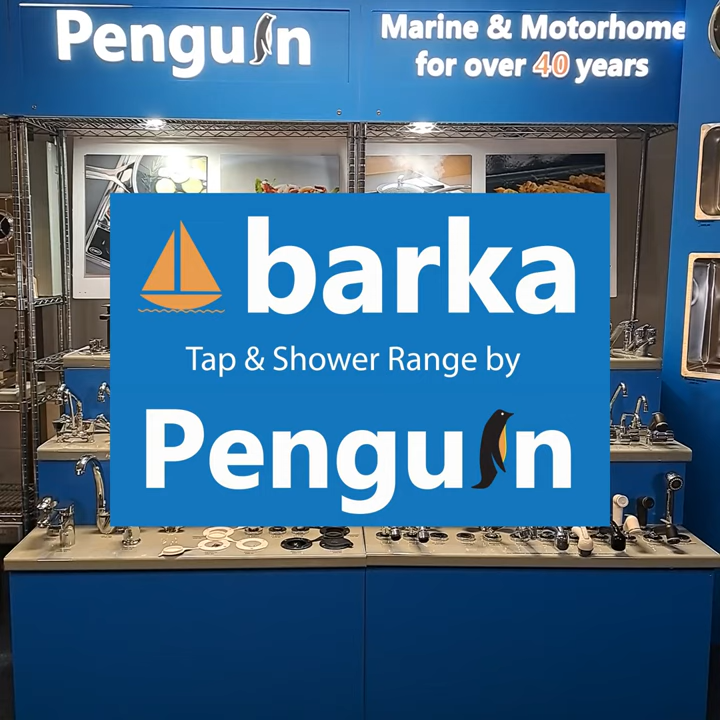 Penguin
Marine & Motorhome
for over 40 years
barka
Tap & Shower Range by
Penguin